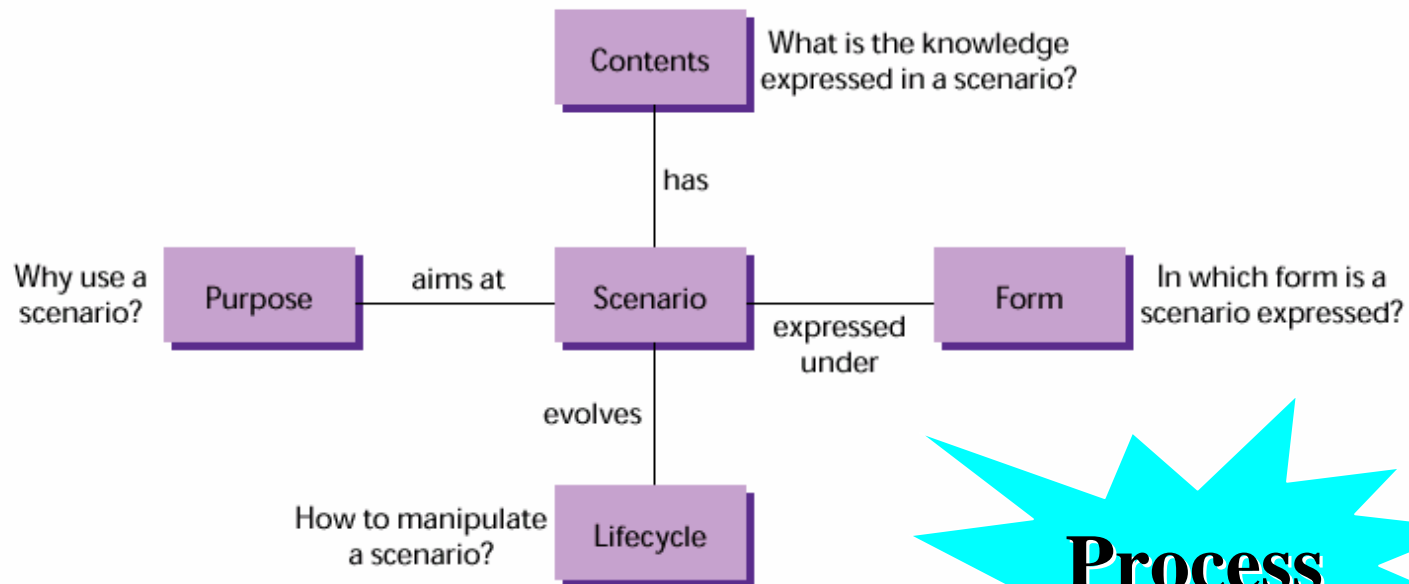 Contents
What is the knowledge
expressed in a scenario?
has
Why use a
scenario?
Purpose
aims at
Scenario
expressed
under
Form
In which form is a
scenario expressed?
evolves
How to manipulate
a scenario?
Lifecycle
Process